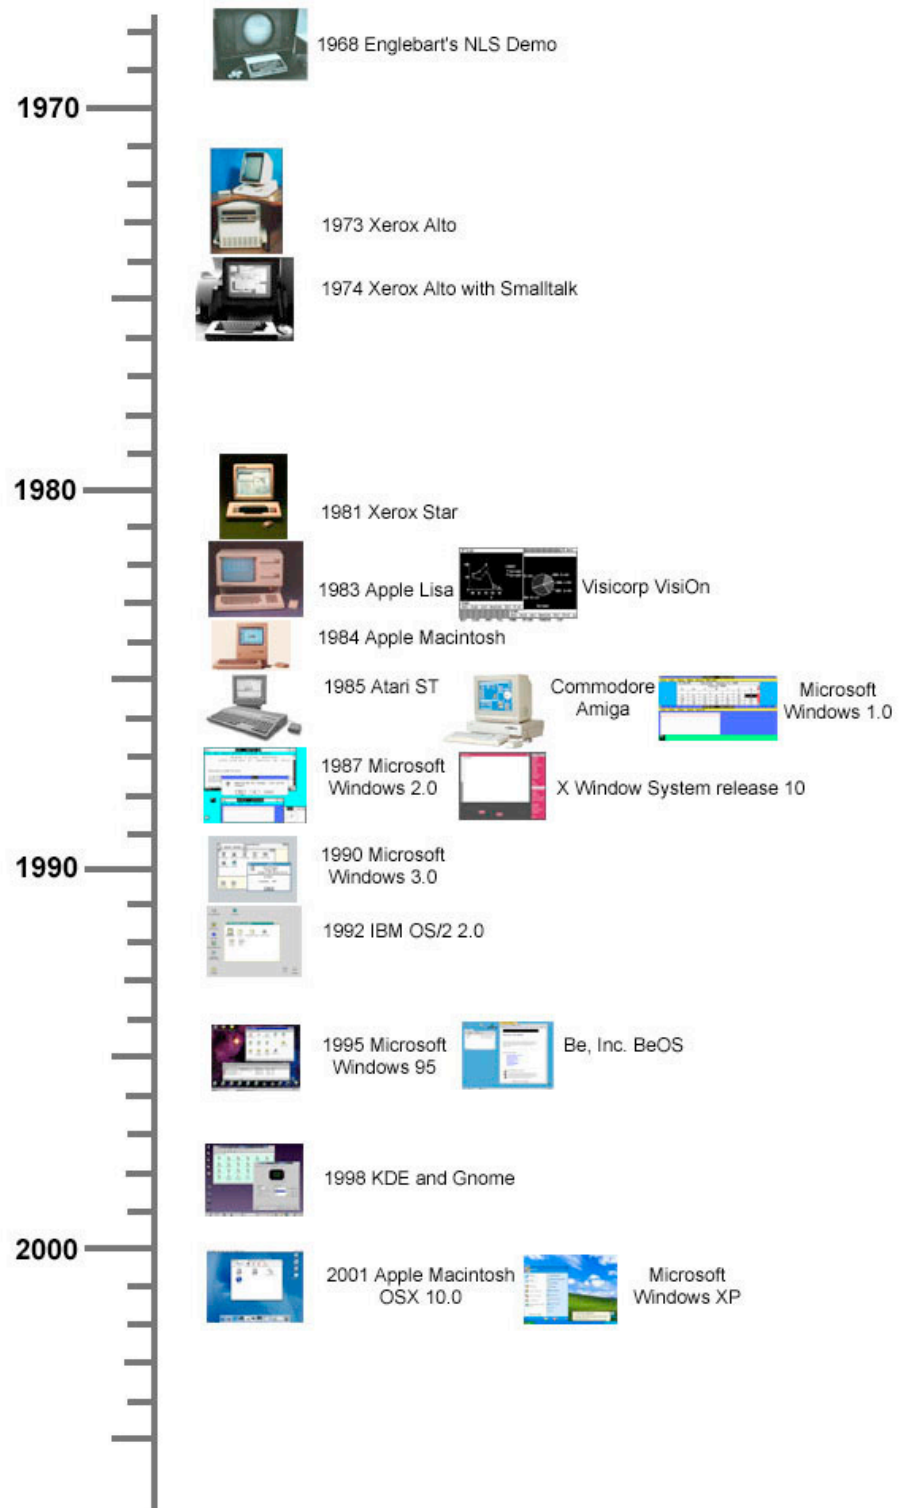 1968 Englebart's NLS Demo
1970
1973 Xerox Alto
1974 Xerox Alto with Smalltalk
1980
1981 Xerox Star
1983 Apple Lisa
Visicorp VisiOn
1984 Apple Macintosh
1985 Atari ST
Commodore
Amiga
Microsoft
Windows 1.0
1987 Microsoft
Windows 2.0
X Window System release 10
1990
1990 Microsoft
Windows 3.0
1992 IBM OS/2 2.0
1995 Microsoft
Windows 95
Be, Inc. BeOS
1998 KDE and Gnome
2000
2001 Apple Macintosh
OSX 10.0
Microsoft
Windows XP